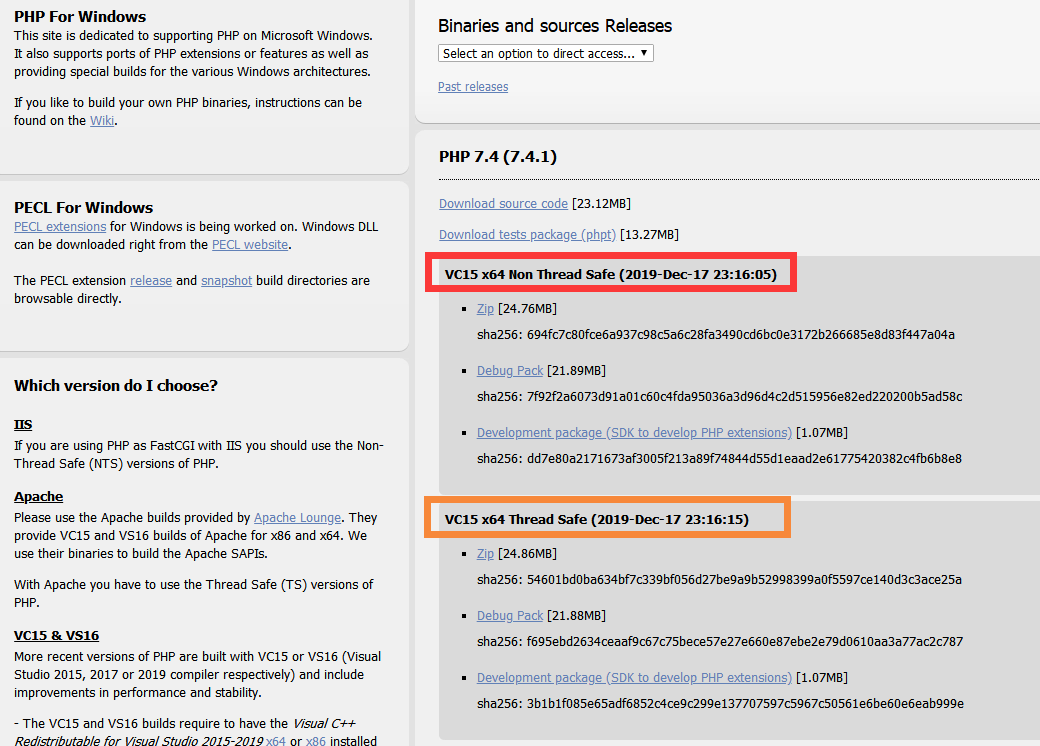 PHP For Windows
This site is dedicated to supporting PHP on Microsoft Windows.
It also supports ports of PHP extensions or features as well as
providing special builds for the various Windows architectures.
If you like to build your own PHP binaries, instructions can be
found on the Wiki.
PECL For Windows
PECL extensions for Windows is being worked on. Windows DLL
can be downloaded right from the PECL website.
The PECL extension release and snapshot build directories are
browsable directly.
Which version do I choose?
IIS
If you are using PHP as FastCGI with IIS you should use the Non-
Thread Safe (NTS) versions of PHP.
Apache
Please use the Apache builds provided by Apache Lounge. They
provide VC15 and VS16 builds of Apache for x86 and x64. We
use their binaries to build the Apache SAPIs.
With Apache you have to use the Thread Safe (TS) versions of
PHP.
VC15 & VS16
More recent versions of PHP are built with VC15 or VS16 (Visual
Studio 2015, 2017 or 2019 compiler respectively) and include
improvements in performance and stability.
- The VC15 and VS16 builds require to have the Visual C++
Redistributable for Visual Studio 2015-2019 x64 or x86 installed
Binaries and sources Releases
Select an option to direct access...
Past releases
PHP 7.4 (7.4.1)
Download source code [23.12MB]
Download tests package (phpt) [13.27MB]
VC15 x64 Non Thread Safe (2019-Dec-17 23:16:05)
Zip [24.76MB]
sha256: 694fc7c80fce6a937c98c5a6c28fa3490cd6bc0e3172b266685e8d83f447a04a
Debug Pack [21.89MB]
sha256: 7f92f2a6073d91a01c60c4fda95036a3d96d4c2d515956e82ed220200b5ad58c
Development package (SDK to develop PHP extensions) [1.07MB]
sha256: dd7e80a2171673af3005f213a89f74844d55d1eaad2e61775420382c4fb6b8e8
VC15 x64 Thread Safe (2019-Dec-17 23:16:15)
Zip [24.86MB]
sha256: 54601bd0ba634bf7c339bf056d27be9a9b52998399a0f5597ce140d3c3ace25a
Debug Pack [21.88MB]
sha256: f695ebd2634ceaaf9c67c75bece57e27e660e87ebe2e79d0610aa3a77ac2c787
Development package (SDK to develop PHP extensions) [1.07MB]
sha256: 3b1b1f085e65adf6852c4ce9c299e137707597c5967c50561e6be60e6eab999e